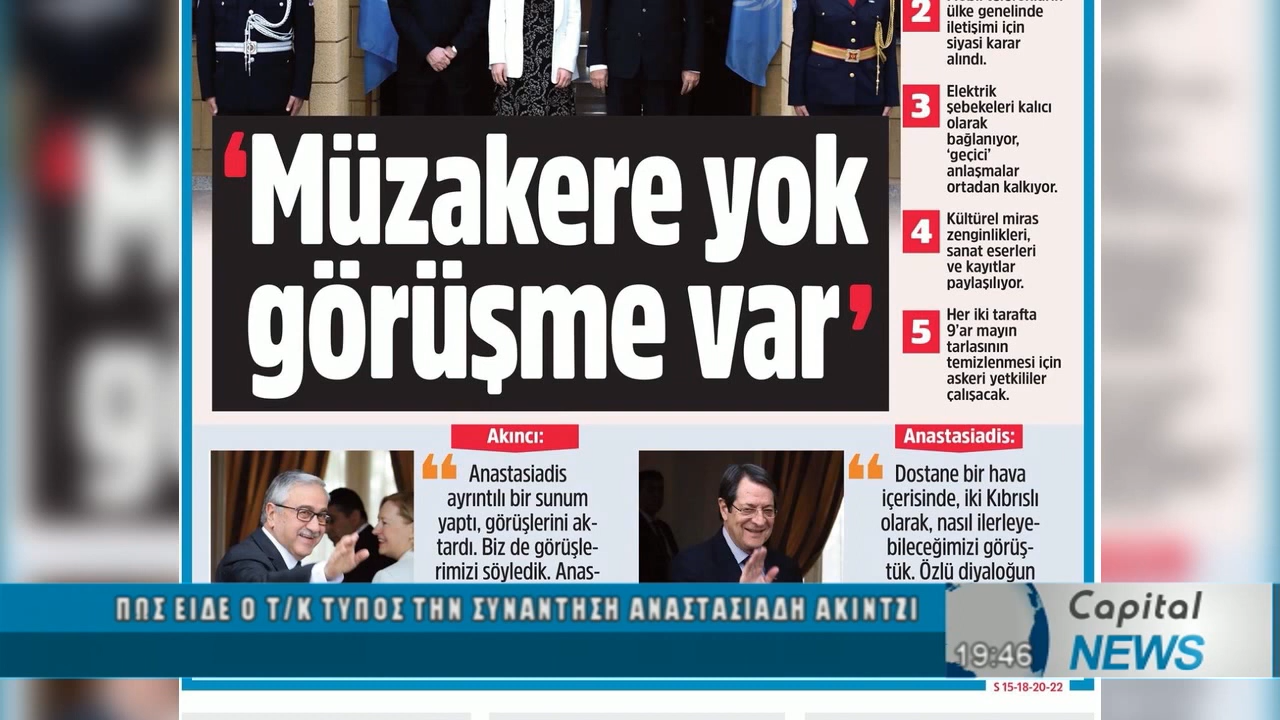 2
ülke genelinde
iletişimi için
siyasi karar
alındı.
3
Elektrik
şebekeleri kalıcı
olarak
bağlanıyor,
‘geçici’
anlaşmalar
ortadan kalkıyor.
4
Kültürel miras
zenginlikleri,
sanat eserleri
ve kayıtlar
paylaşılıyor.
5
Her iki tarafta
9’ar mayın
tarlasının
temizlenmesi için
askeri yetkililer
çalışacak.
‘Müzakere yok
görüşme var’
Akıncı:
“ Anastasiadis
ayrıntılı bir sunum
yaptı, görüşlerini ak-
tardı. Biz de görüşle-
rimizi söyledik. Anas-
Anastasiadis:
“ Dostane bir hava
içerisinde, iki Kıbrıslı
olarak, nasıl ilerleye-
bileceğimizi görüş-
tük. Özlü diyaloğun
ΠΩΣ ΕΙΔΕ Ο Τ/Κ ΤΥΠΟΣ ΤΗΝ ΣΥΝΑΝΤΗΣΗ ΑΝΑΣΤΑΣΙΑΔΗ ΑΚΙΝΤΖΙ
19:46
Capital
NEWS
S 15-18-20-22